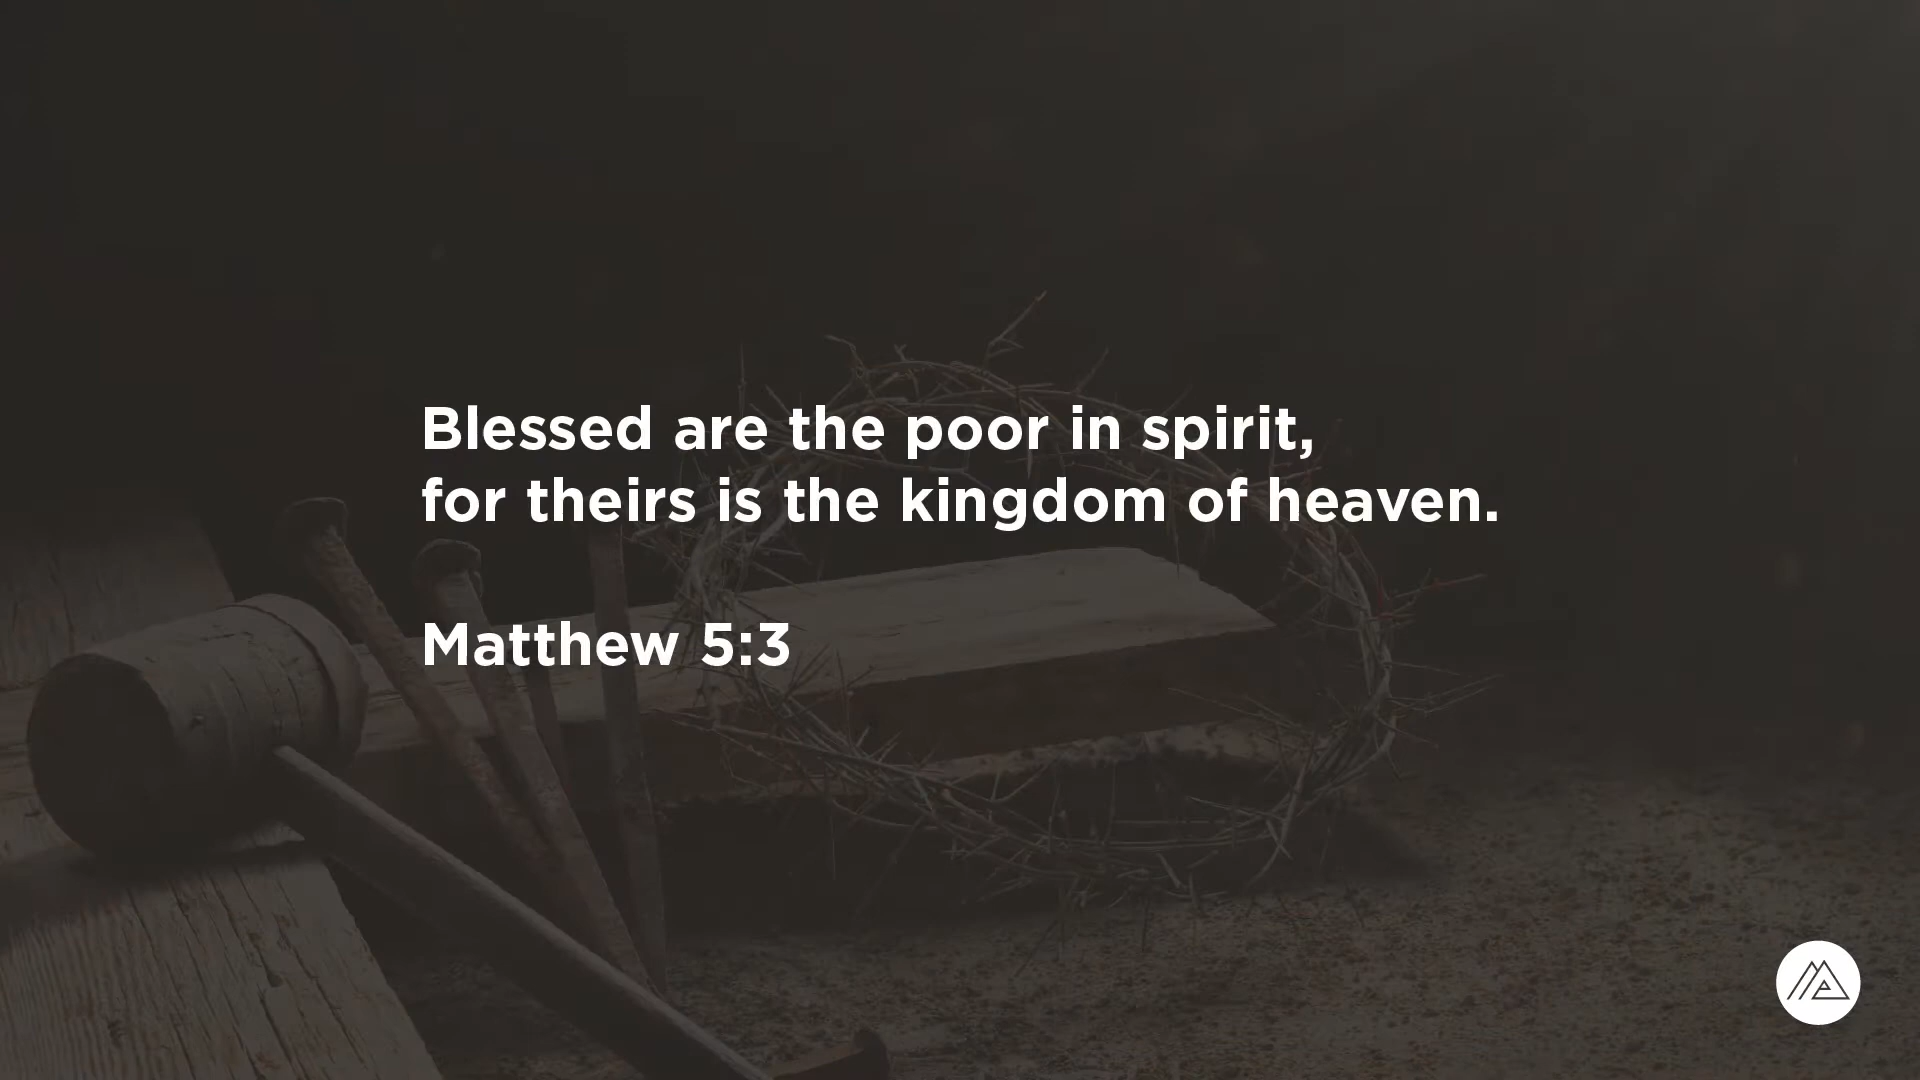 Blessed are the poor in spirit,
for theirs is the kingdom of heaven.
Matthew 5:3